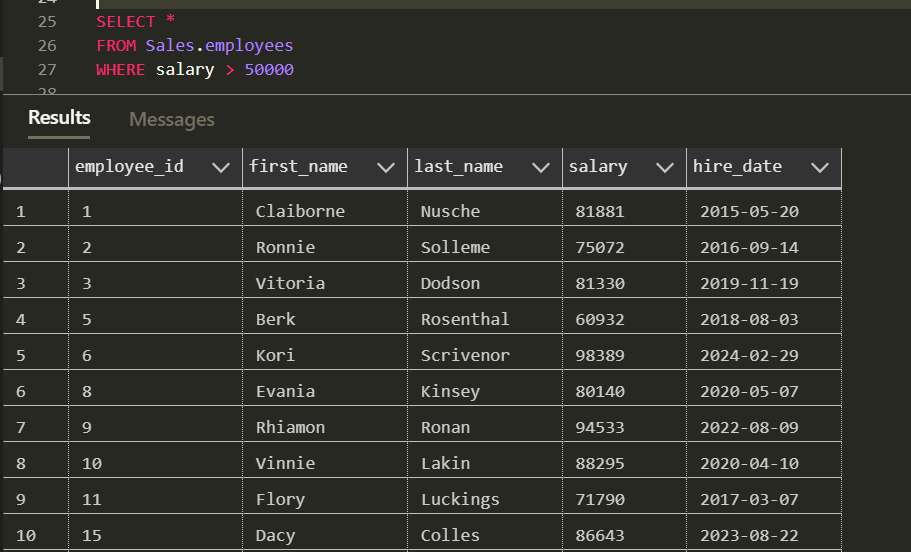 24
25 SELECT *
26 FROM Sales.employees
27 WHERE salary > 50000
28
Results Messages
employee_id first_name last_name salary hire_date
1 1 Claiborne Nusche 81881 2015-05-20
2 2 Ronnie Solleme 75072 2016-09-14
3 3 Vitoria Dodson 81330 2019-11-19
4 5 Berk Rosenthal 60932 2018-08-03
5 6 Kori Scrivenor 98389 2024-02-29
6 8 Evania Kinsey 80140 2020-05-07
7 9 Rhiamon Ronan 94533 2022-08-09
8 10 Vinnie Lakin 88295 2020-04-10
9 11 Flory Luckings 71790 2017-03-07
10 15 Dacy Colles 86643 2023-08-22